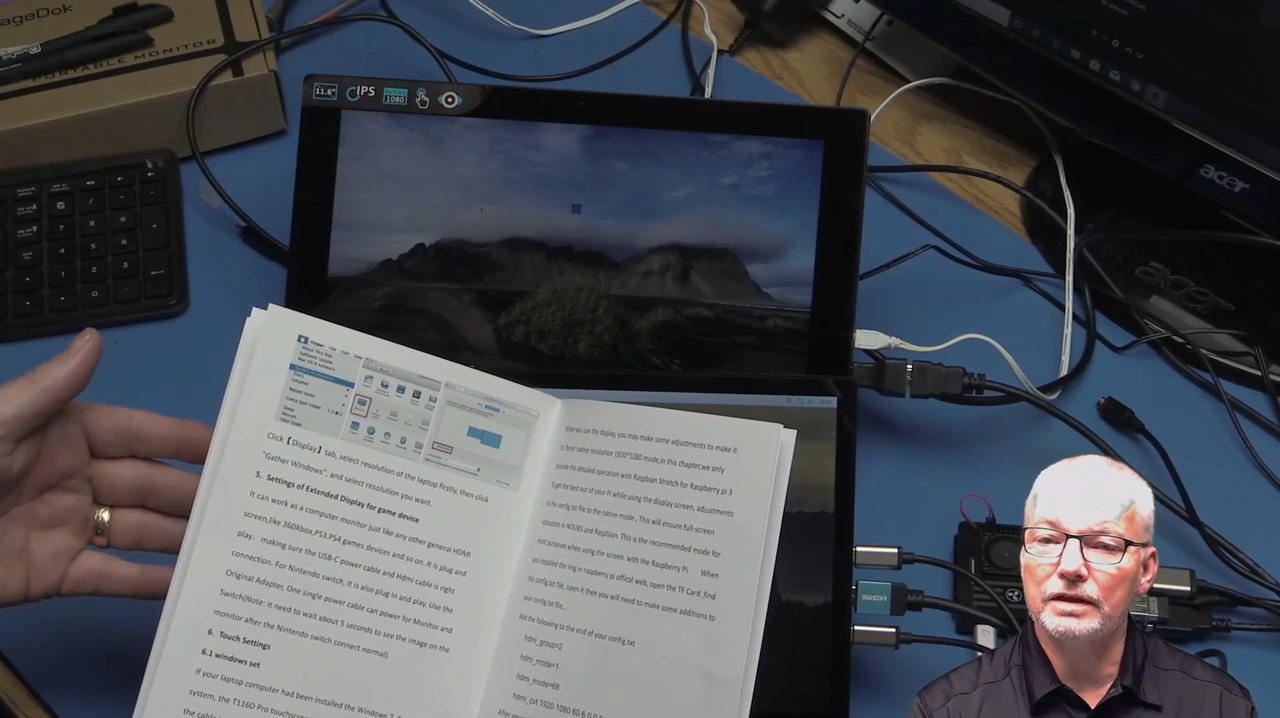 ageDok
PORTABLE MONITOR
11.6"
IPS
1080
acer
acer
Click【Display】tab, select resolution of the laptop firstly, then click
"Gather Windows", and select resolution you want.
5. Settings of Extended Display for game device
It can work as a computer monitor just like any other general HDMI
screen,like 360Xbox,PS3.PS4 games devices and so on. It is plug and
play, making sure the USB-C power cable and Hdmi cable is right
connection. For Nintendo switch, It is also plug in and play. Use the
Original Adapter, One single power cable can power for Monitor and
Switch(Note: It need to wait about 5 seconds to see the image on the
monitor after the Nintendo switch connect normal).
6. Touch Settings
6.1 windows set
If your laptop computer had been installed the Windows 7,
system, the T116D Pro touchscreen
the cable
when you use the display, you may make some adjustments to make it
native resolution 1920*1080 mode,in this chapter,we only
provide the detailed operation with Raspbian Stretch for Raspberry pi 3
To get the best out of your Pi while using the display screen, adjustments
to the config.txt file to the native mode , This will ensure full-screen
utilisation in NOOBS and Raspbian. This is the recommended mode for
most purposes when using the screen. with the Raspberry Pi. When
you installed the img in raspberry offical web, open the TF Card ,find
the config.txt file, open it then you will need to make some additions to
your config.txt file...
Add the following to the end of your config.txt
hdmi_group=2
hdmi_mode=1
hdmi_mode=68
hdmi_cvt 1920 1080 60 6 0 0 0